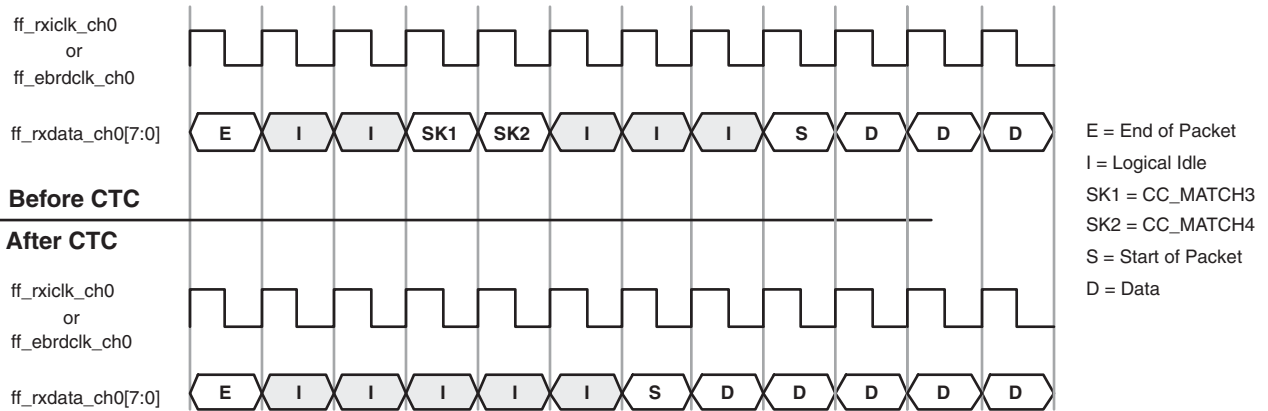 ff_rxiclk_ch0
or
ff_ebrdclk_ch0
ff_rxdata_ch0[7:0]
E I I SK1 SK2 I I I S D D D
Before CTC
After CTC
ff_rxiclk_ch0
or
ff_ebrdclk_ch0
ff_rxdata_ch0[7:0]
E I I I I I S D D D D D
E = End of Packet
I = Logical Idle
SK1 = CC_MATCH3
SK2 = CC_MATCH4
S = Start of Packet
D = Data